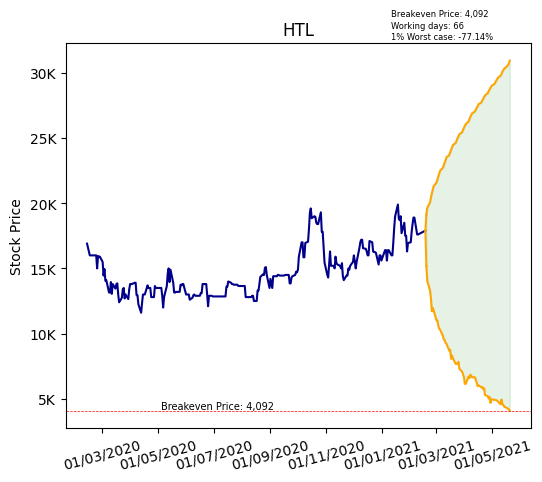 Breakeven Price: 4,092
Working days: 66
1% Worst case: -77.14%
HTL
Stock Price
30K
25K
20K
15K
10K
5K
Breakeven Price: 4,092
01/03/2020
01/05/2020
01/07/2020
01/09/2020
01/11/2020
01/01/2021
01/03/2021
01/05/2021